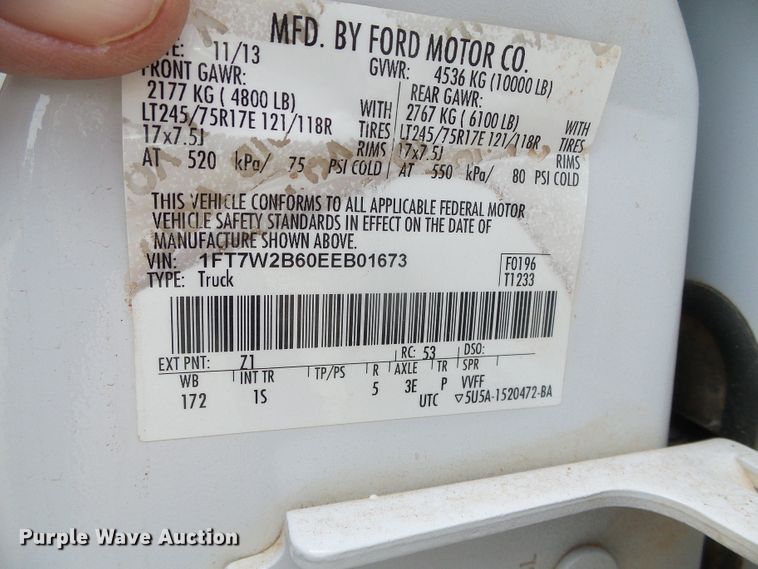 MFD. BY FORD MOTOR CO.
11/13 GVWR: 4536 KG (10000 LB)
FRONT GAWR: REAR GAWR:
2177 KG ( 4800 LB) WITH 2767 KG ( 6100 LB) WITH
LT245/75R17E 121/118R TIRES LT245/75R17E 121/118R TIRES
17x7.5J RIMS 17x7.5J RIMS
AT 520 kPa/ 75 PSI COLD AT 550 kPa/ 80 PSI COLD
THIS VEHICLE CONFORMS TO ALL APPLICABLE FEDERAL MOTOR
VEHICLE SAFETY STANDARDS IN EFFECT ON THE DATE OF
MANUFACTURE SHOWN ABOVE.
VIN: 1FT7W2B60EEB01673 F0196
TYPE: Truck T1233
EXT PNT: Z1 RC: 53 DSO:
WB INT TR TP/PS R AXLE TR SPR
172 1S 5 3E P VVFF
UTC ▽5U5A-1520472-BA
Purple Wave Auction